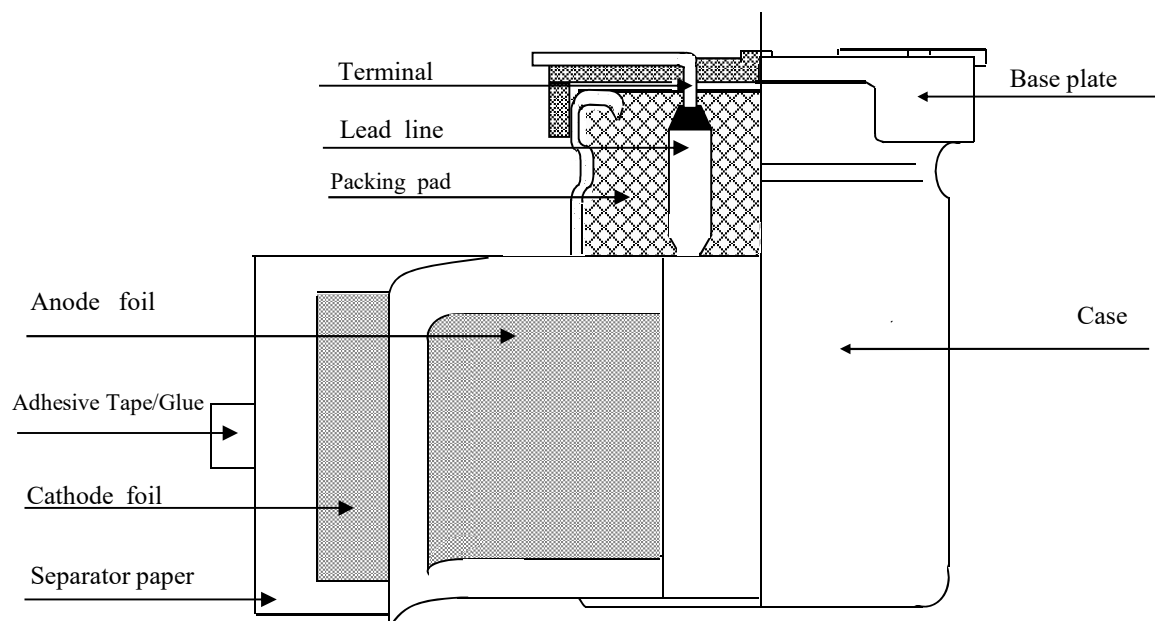 Terminal
Base plate
Lead line
Packing pad
Anode foil
Case
Adhesive Tape/Glue
Cathode foil
Separator paper